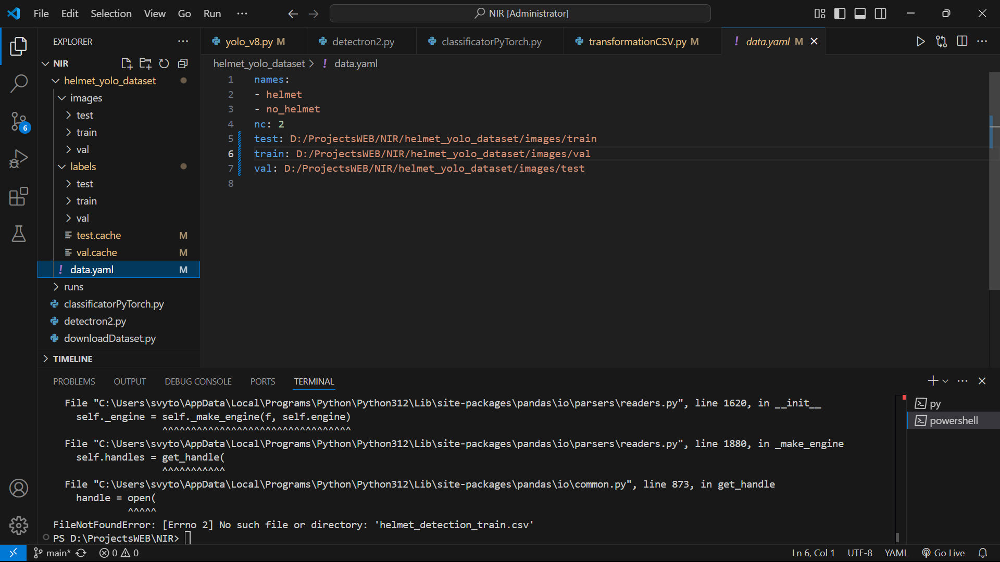 File Edit Selection View Go Run ··· NIR [Administrator]
EXPLORER
yolo_v8.py M detectron2.py classificatorPyTorch.py transformationCSV.py M ! data.yaml M
NIR
helmet_yolo_dataset > ! data.yaml
helmet_yolo_dataset
images
test
train
val
labels
test
train
val
test.cache M
val.cache M
! data.yaml M
runs
classificatorPyTorch.py
detectron2.py
downloadDataset.py
TIMELINE
6
1 names:
2 - helmet
3 - no_helmet
4 nc: 2
5 test: D:/ProjectsWEB/NIR/helmet_yolo_dataset/images/train
6 train: D:/ProjectsWEB/NIR/helmet_yolo_dataset/images/val
7 val: D:/ProjectsWEB/NIR/helmet_yolo_dataset/images/test
8
PROBLEMS OUTPUT DEBUG CONSOLE PORTS TERMINAL
File "C:\Users\svyto\AppData\Local\Programs\Python\Python312\Lib\site-packages\pandas\io\parsers\readers.py", line 1620, in __init__
self._engine = self._make_engine(f, self.engine)
^^^^^^^^^^^^^^^^^^^^^^^^^^^^^^^^^
File "C:\Users\svyto\AppData\Local\Programs\Python\Python312\Lib\site-packages\pandas\io\parsers\readers.py", line 1880, in _make_engine
self.handles = get_handle(
^^^^^^^^^^^
File "C:\Users\svyto\AppData\Local\Programs\Python\Python312\Lib\site-packages\pandas\io\common.py", line 873, in get_handle
handle = open(
^^^^^
FileNotFoundError: [Errno 2] No such file or directory: 'helmet_detection_train.csv'
PS D:\ProjectsWEB\NIR>
py
powershell
main* 0 0 Ln 6, Col 1 UTF-8 YAML Go Live